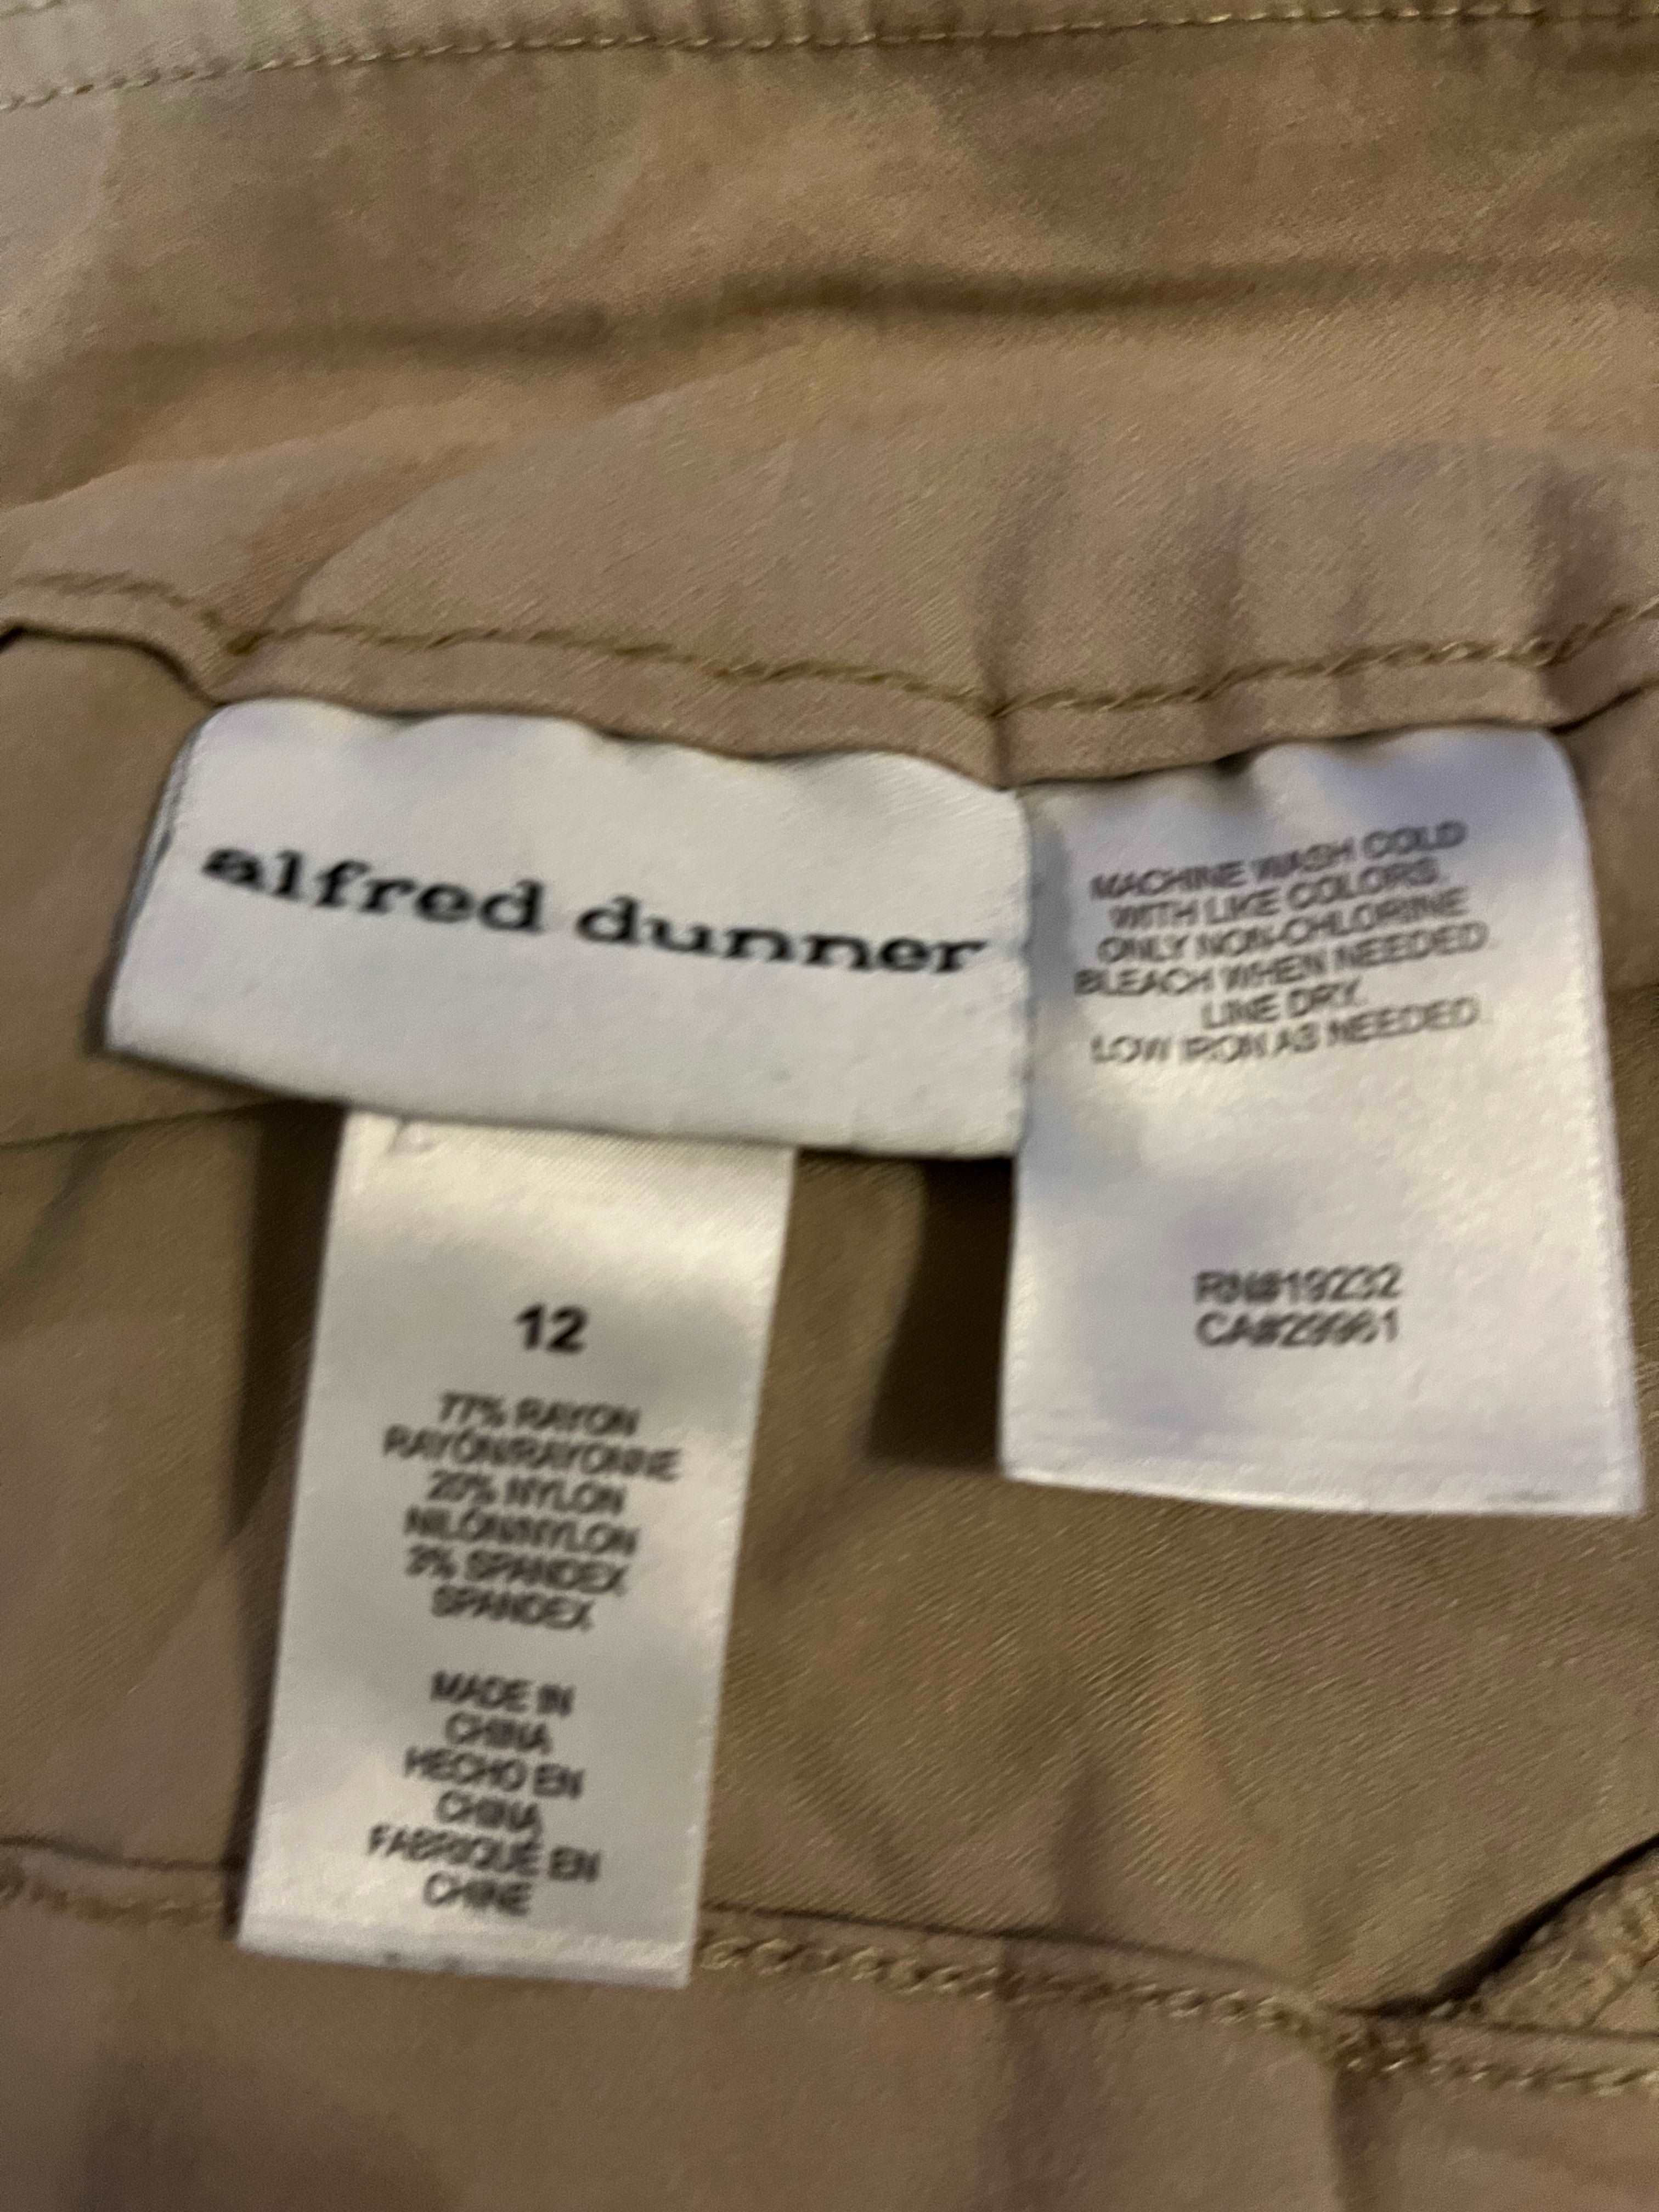 alfred dunner
MACHINE WASH COLD
WITH LIKE COLORS.
ONLY NON-CHLORINE
BLEACH WHEN NEEDED.
LINE DRY.
LOW IRON AS NEEDED.
RN#19232
CA#29961
12
77% RAYON
RAYÓN/RAYONNE
20% NYLON
NILÓN/NYLON
3% SPANDEX
SPANDEX
MADE IN
CHINA
HECHO EN
CHINA
FABRIQUÉ EN
CHINE